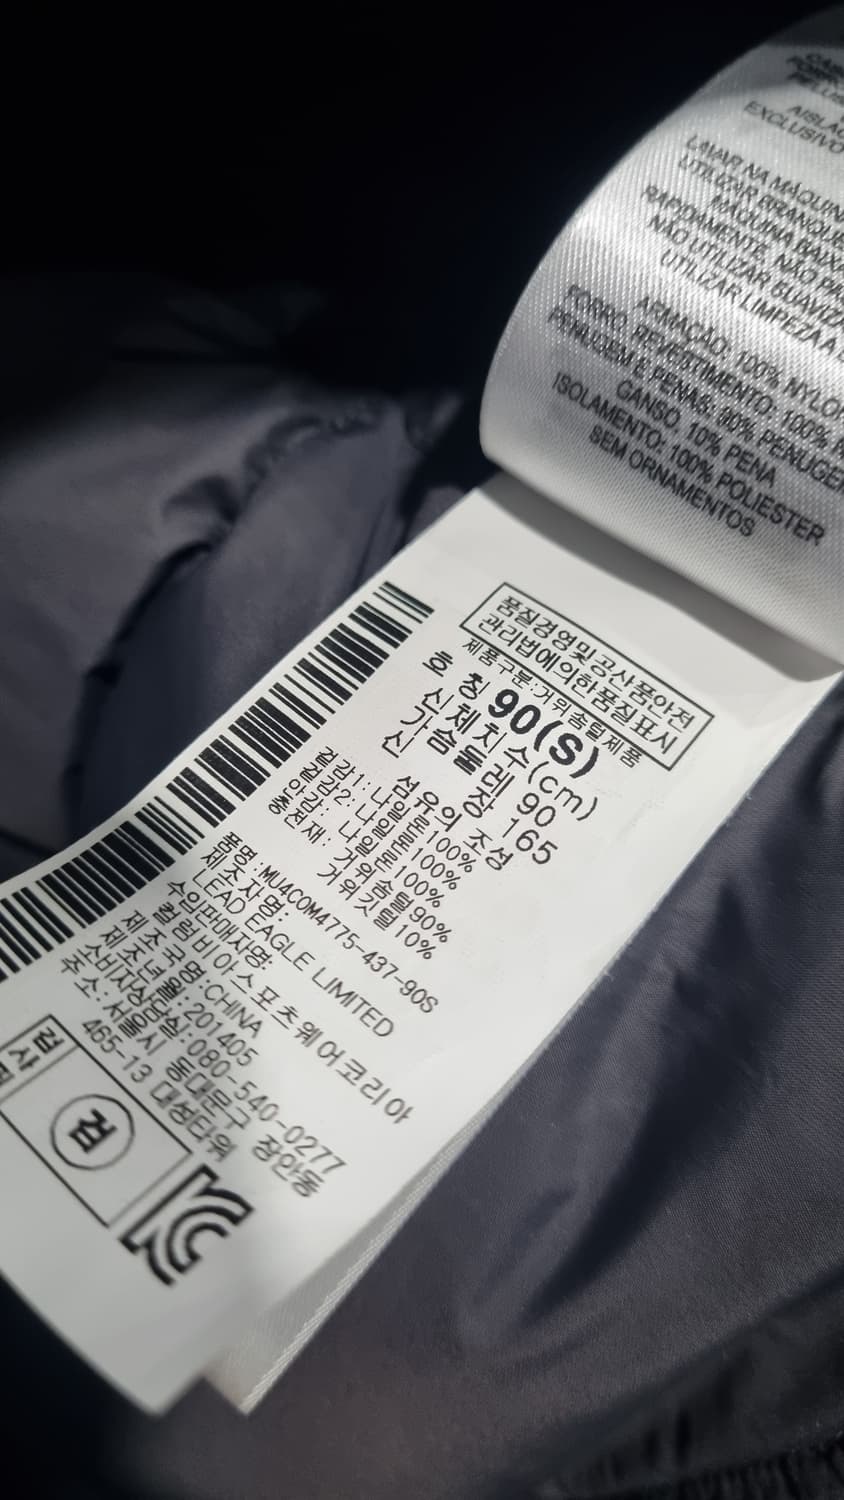 EXCLUSIVO
LAVAR NA
UTILIZAR
MÁQUINA
RAPIDAMENTE. NÃO
NÃO UTILIZAR
UTILIZAR LIMPEZA A
ARMAÇÃO: 100%
FORRO, REVERTIMENTO: 100%
PENUGEM E PENAS: 90%
GANSO, 10% PENA
ISOLAMENTO: 100% POLIESTER
SEM ORNAMENTOS
품질경영및공산품안전
관리법에의한품질표시
제품구분:거위솜털제품
호 칭 90(S)
신체치수(cm)
가슴둘레 90
신 장 165
섬유의 조성
겉감1: 나일론100%
겉감2: 나일론100%
안감: 나일론100%
충전재: 거위솜털90%
거위깃털10%
품명:MU4COM4775-437-90S
제조자명:
LEAD EAGLE LIMITED
수입판매자명:
컬럼비아스포츠웨어코리아
제조국명:CHINA
제조년월:201405
소비자상담실:080-540-0277
주소:서울시 동대문구 장안동
465-13 대성타워
검사
검